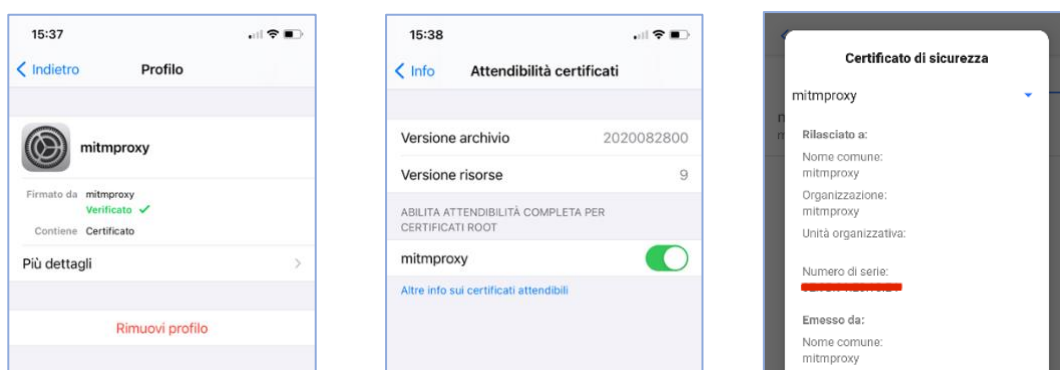 15:37
Indietro Profilo
mitmproxy
Firmato da mitmproxy
Verificato
Contiene Certificato
Più dettagli
Rimuovi profilo
15:38
Info Attendibilità certificati
Versione archivio 2020082800
Versione risorse 9
ABILITA ATTENDIBILITÀ COMPLETA PER
CERTIFICATI ROOT
mitmproxy
Altre info sui certificati attendibili
Certificato di sicurezza
mitmproxy
Rilasciato a:
Nome comune:
mitmproxy
Organizzazione:
mitmproxy
Unità organizzativa:
Numero di serie:
Emesso da:
Nome comune:
mitmproxy